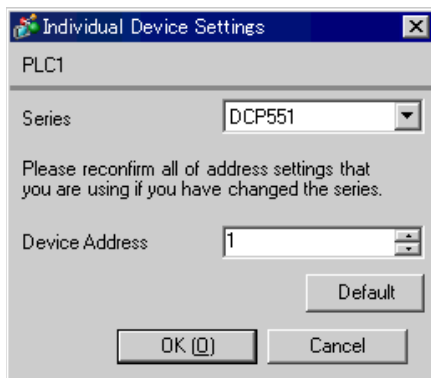 Individual Device Settings
PLC1
Series DCP551
Please reconfirm all of address settings that
you are using if you have changed the series.
Device Address 1
Default
OK (O) Cancel